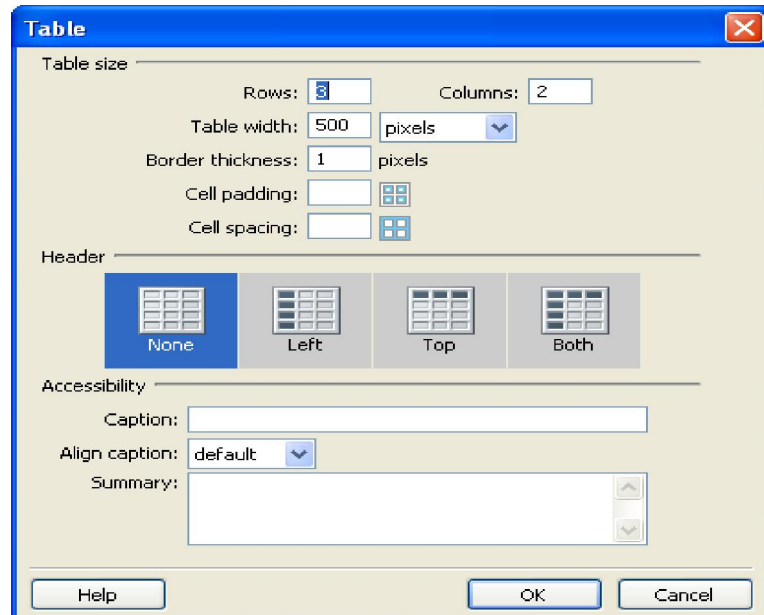 Table
Table size
Rows: 3 Columns: 2
Table width: 500 pixels
Border thickness: 1 pixels
Cell padding:
Cell spacing:
Header
None Left Top Both
Accessibility
Caption:
Align caption: default
Summary:
Help OK Cancel